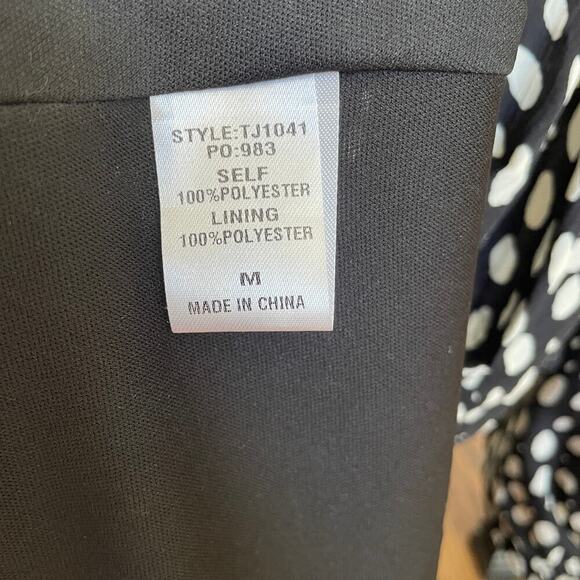 STYLE:TJ1041
PO:983
SELF
100%POLYESTER
LINING
100%POLYESTER
M
MADE IN CHINA